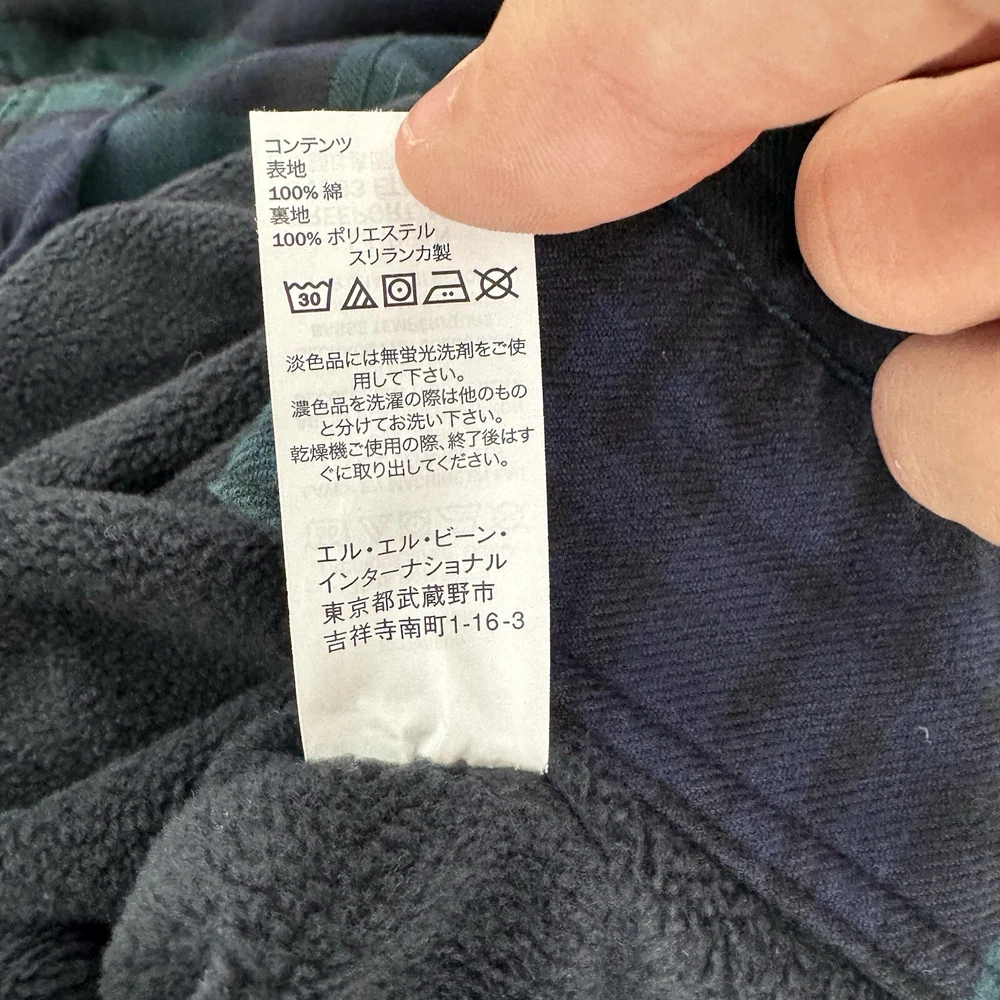 コンテンツ
表地
100% 綿
裏地
100% ポリエステル
スリランカ製
30
淡色品には無蛍光洗剤をご使
用して下さい。
濃色品を洗濯の際は他のもの
と分けてお洗い下さい。
乾燥機ご使用の際、終了後はす
ぐに取り出してください。
エル・エル・ビーン・
インターナショナル
東京都武蔵野市
吉祥寺南町1-16-3